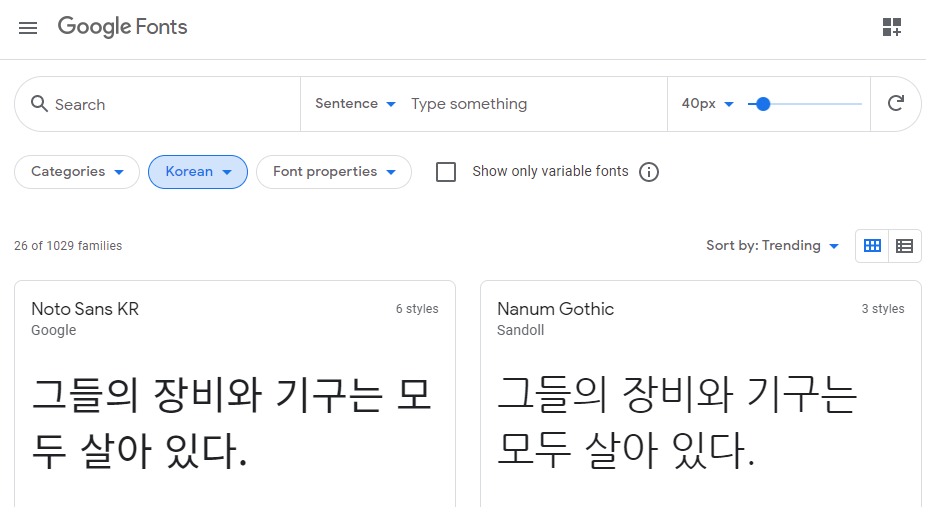 Google Fonts
Search
Sentence
Type something
40px
Categories
Korean
Font properties
Show only variable fonts
26 of 1029 families
Sort by: Trending
Noto Sans KR
6 styles
Google
그들의 장비와 기구는 모
두 살아 있다.
Nanum Gothic
3 styles
Sandoll
그들의 장비와 기구는
모두 살아 있다.